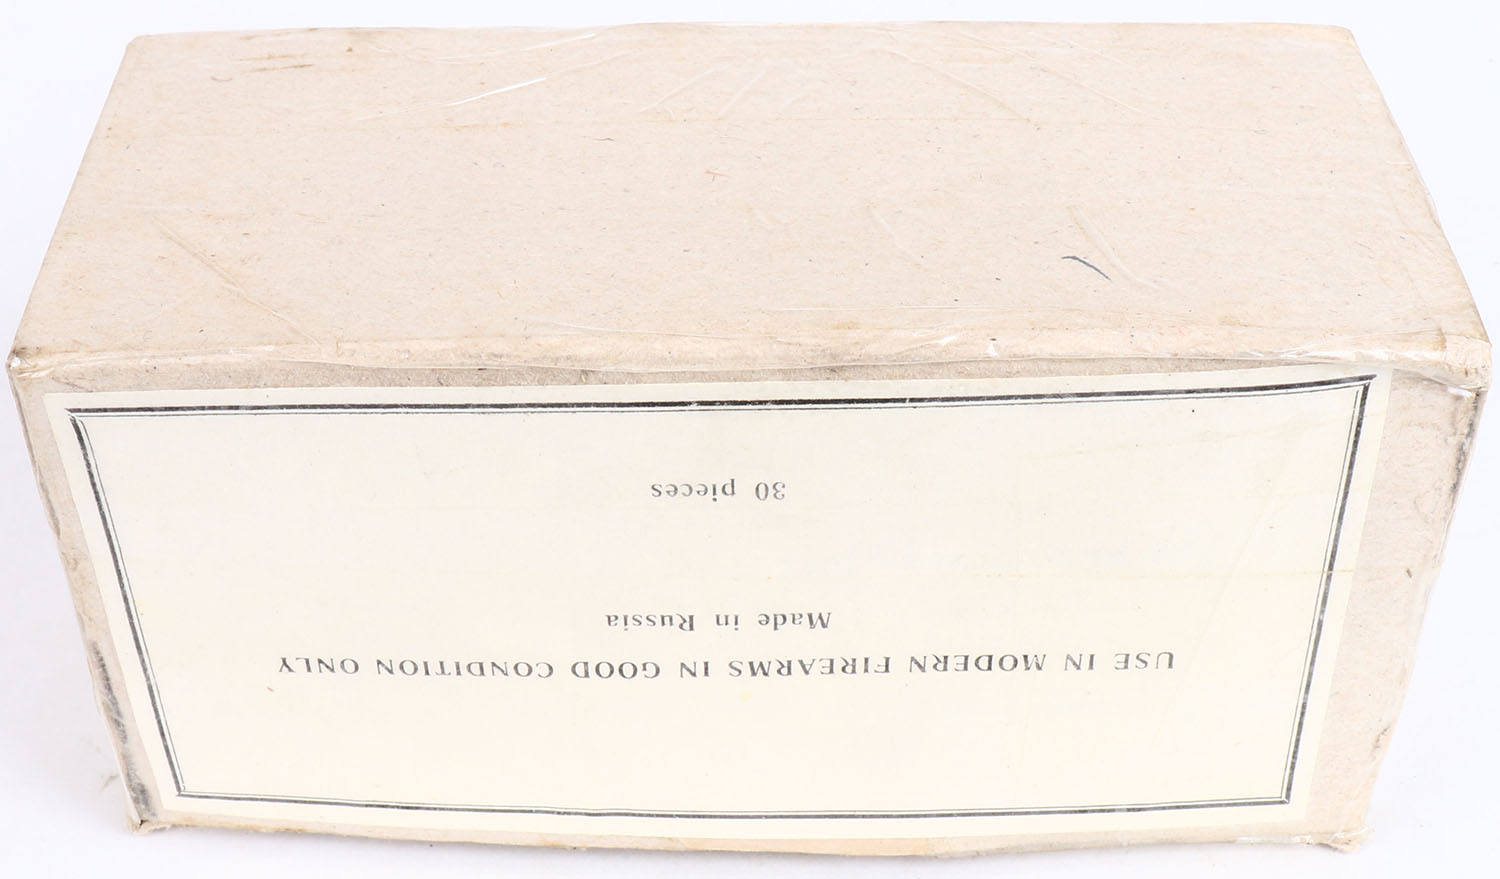 USE IN MODERN FIREARMS IN GOOD CONDITION ONLY
Made in Russia
30 pieces